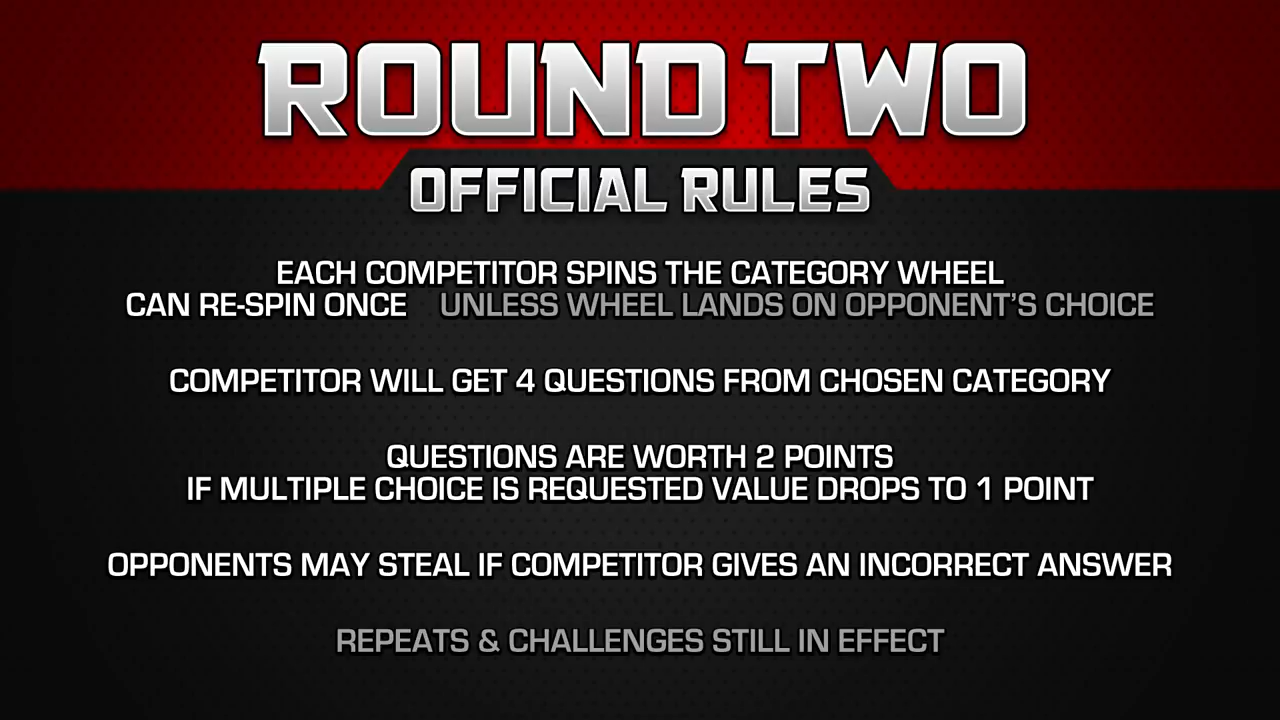 ROUND TWO
OFFICIAL RULES
EACH COMPETITOR SPINS THE CATEGORY WHEEL
CAN RE-SPIN ONCE UNLESS WHEEL LANDS ON OPPONENT'S CHOICE
COMPETITOR WILL GET 4 QUESTIONS FROM CHOSEN CATEGORY
QUESTIONS ARE WORTH 2 POINTS
IF MULTIPLE CHOICE IS REQUESTED VALUE DROPS TO 1 POINT
OPPONENTS MAY STEAL IF COMPETITOR GIVES AN INCORRECT ANSWER
REPEATS & CHALLENGES STILL IN EFFECT